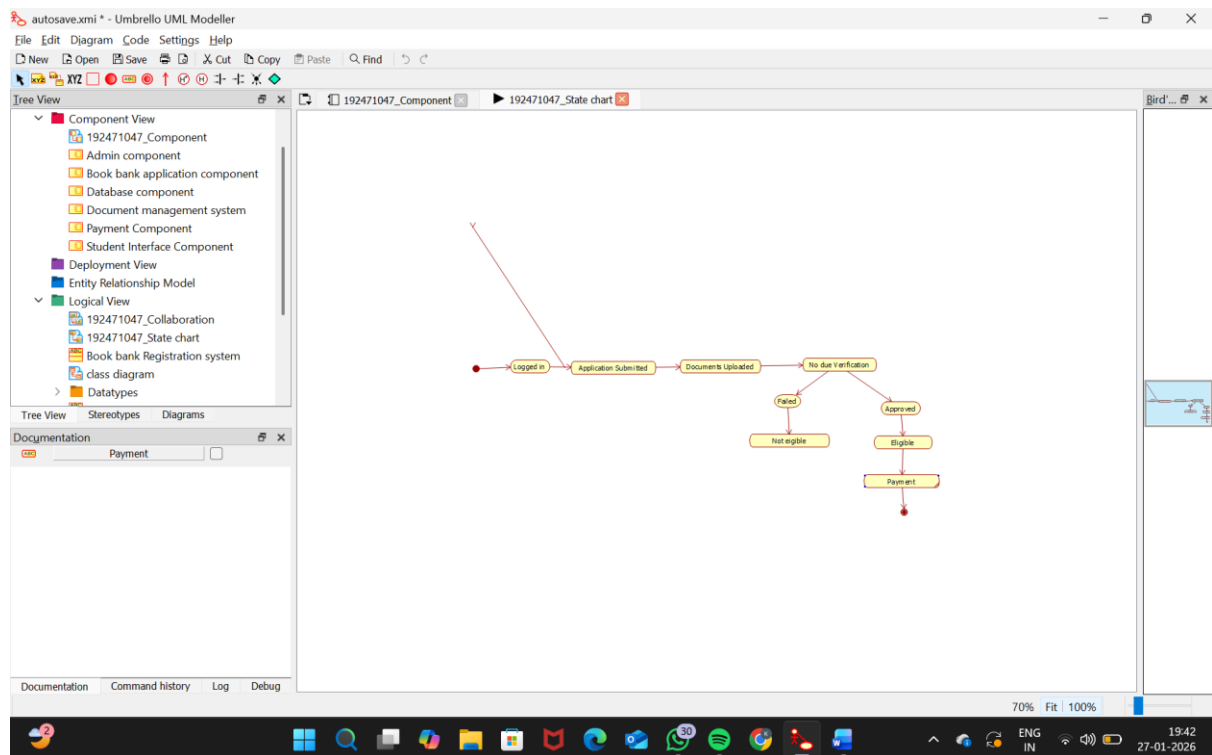 autosave.xmi * - Umbrello UML Modeller
File Edit Diagram Code Settings Help
New Open Save Cut Copy Paste Find
XYZ
Tree View
192471047_Component
192471047_State chart
Bird'...
Component View
192471047_Component
Admin component
Book bank application component
Database component
Document management system
Payment Component
Student Interface Component
Deployment View
Entity Relationship Model
Logical View
192471047_Collaboration
192471047_State chart
Book bank Registration system
class diagram
Datatypes
Tree View Stereotypes Diagrams
Documentation
ABC Payment
Logged in
Application Submitted
Documents Uploaded
No due Verification
Failed
Approved
Not eigible
Eligible
Payment
Documentation Command history Log Debug
70% Fit 100%
2
30
ENG
IN
19:42
27-01-2026